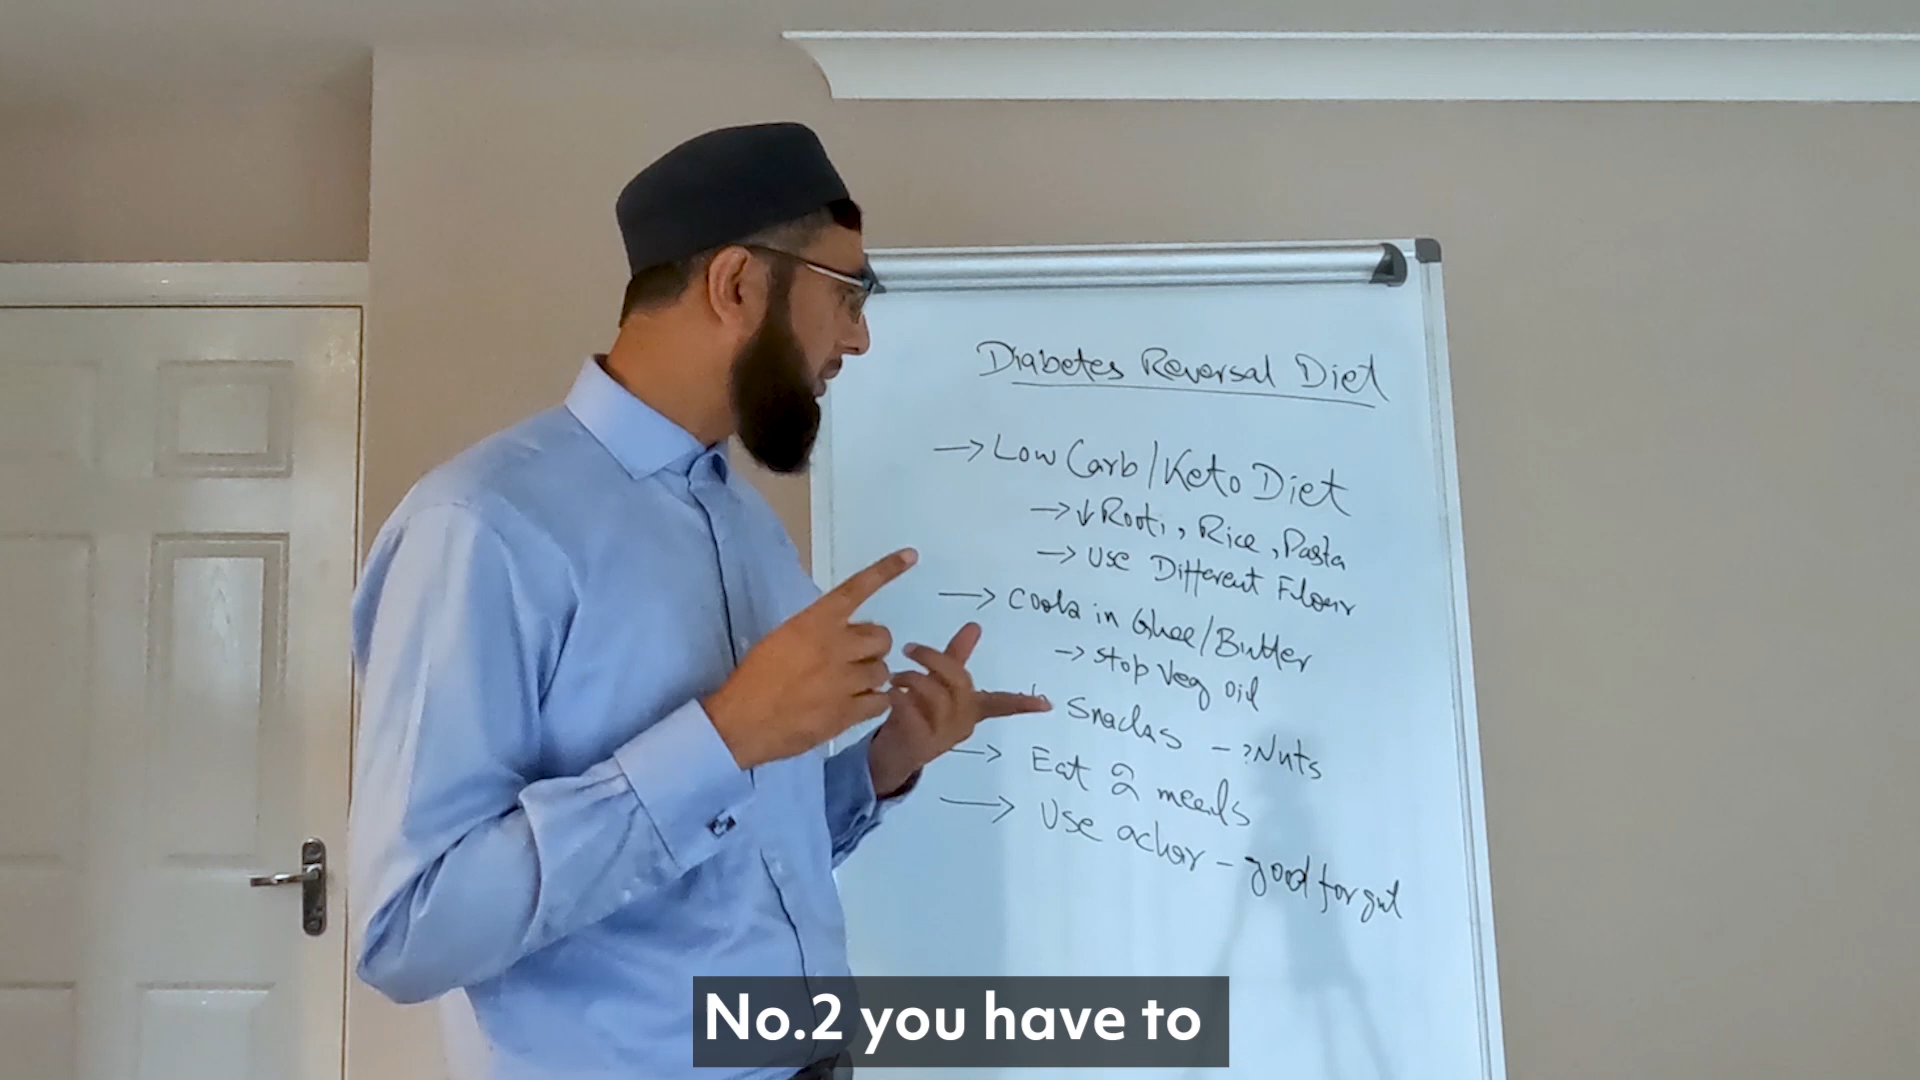 Diabetes Reversal Diet
→ Low Carb/Keto Diet
→ ↓ Roti, Rice, Pasta
→ Use Different Flour
→ Cook in Ghee/Butter
→ Stop Veg Oil
Snacks - ?Nuts
→ Eat 2 meals
→ Use achar - good for gut
No.2 you have to